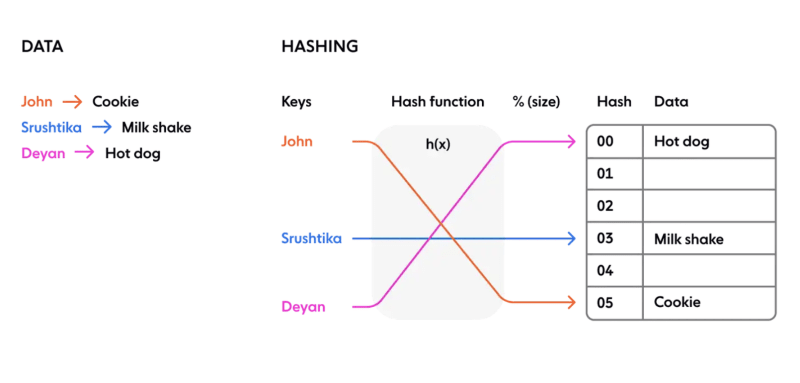 DATA
John → Cookie
Srushtika → Milk shake
Deyan → Hot dog
HASHING
Keys Hash function % (size) Hash Data
John
Srushtika
Deyan
h(x)
00 Hot dog
01
02
03 Milk shake
04
05 Cookie